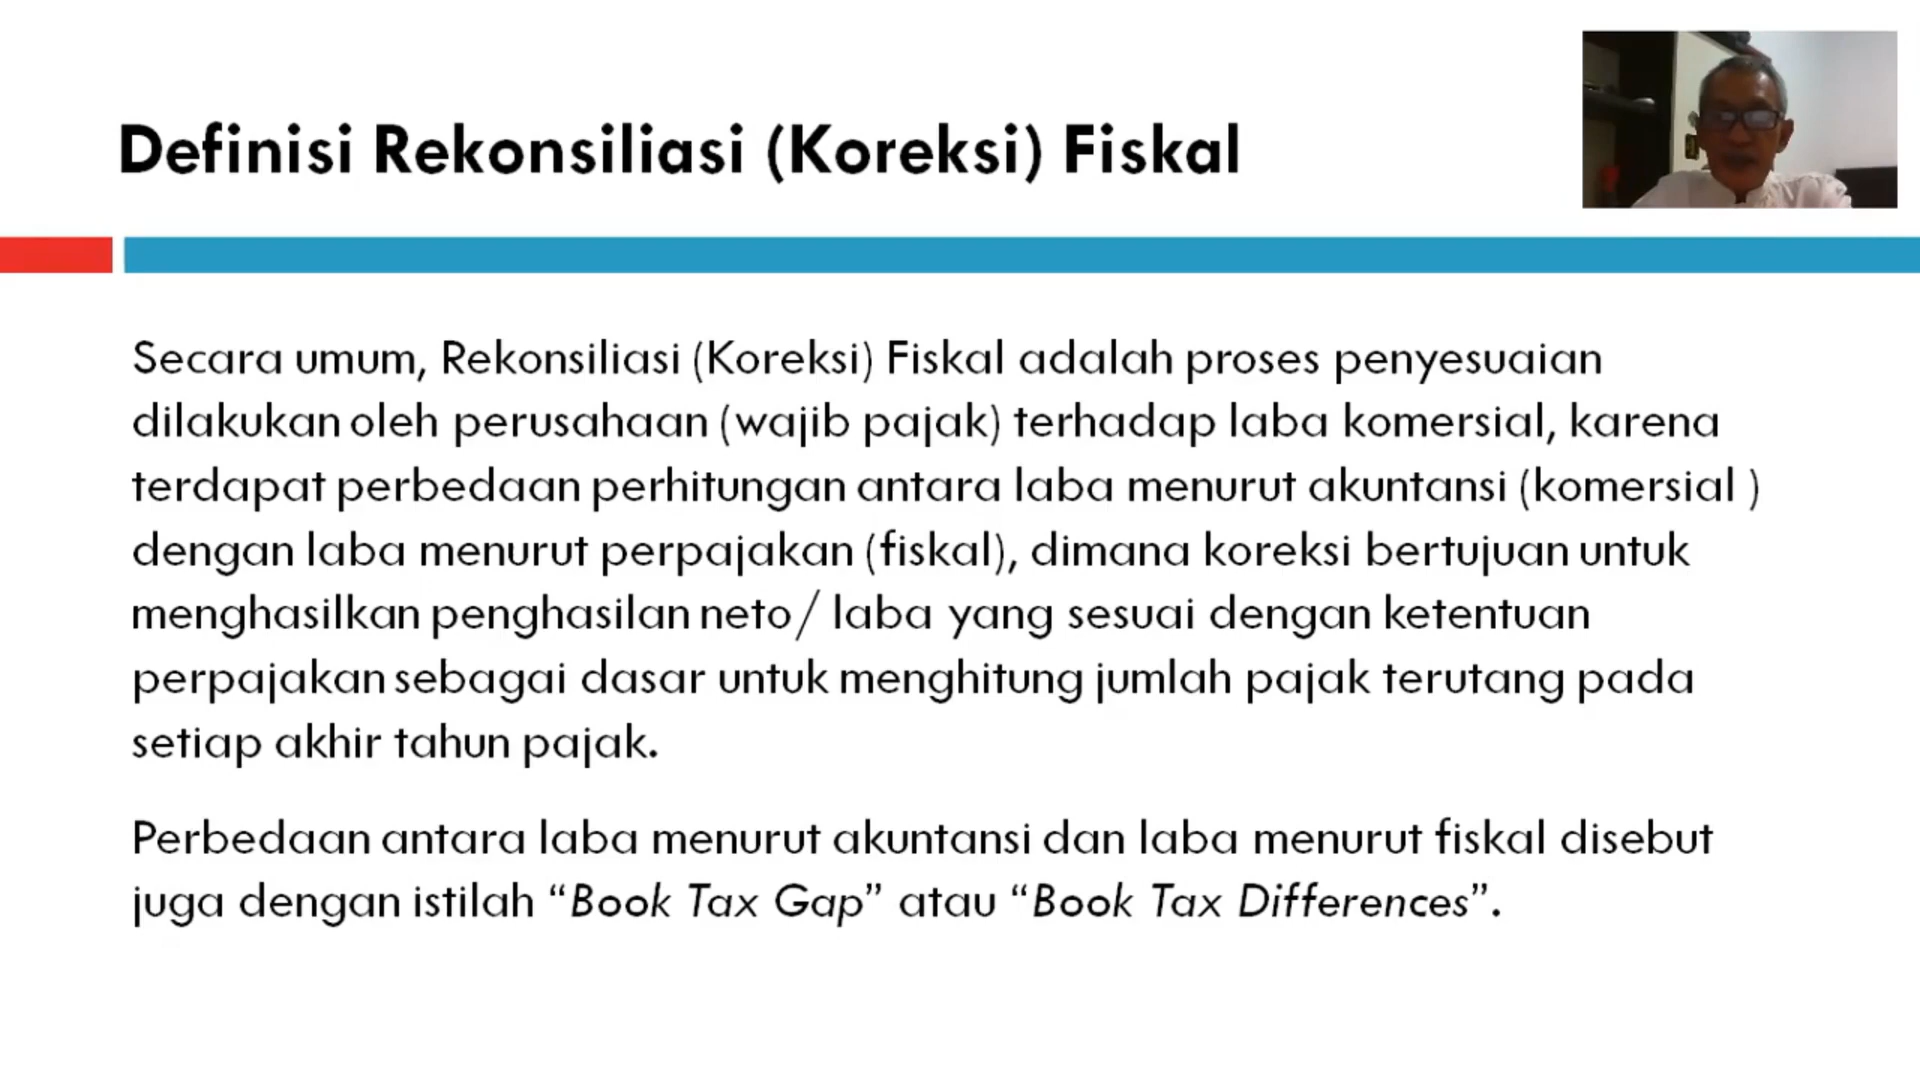 Definisi Rekonsiliasi (Koreksi) Fiskal
Secara umum, Rekonsiliasi (Koreksi) Fiskal adalah proses penyesuaian
dilakukan oleh perusahaan (wajib pajak) terhadap laba komersial, karena
terdapat perbedaan perhitungan antara laba menurut akuntansi (komersial )
dengan laba menurut perpajakan (fiskal), dimana koreksi bertujuan untuk
menghasilkan penghasilan neto/ laba yang sesuai dengan ketentuan
perpajakan sebagai dasar untuk menghitung jumlah pajak terutang pada
setiap akhir tahun pajak.
Perbedaan antara laba menurut akuntansi dan laba menurut fiskal disebut
juga dengan istilah “Book Tax Gap” atau “Book Tax Differences”.